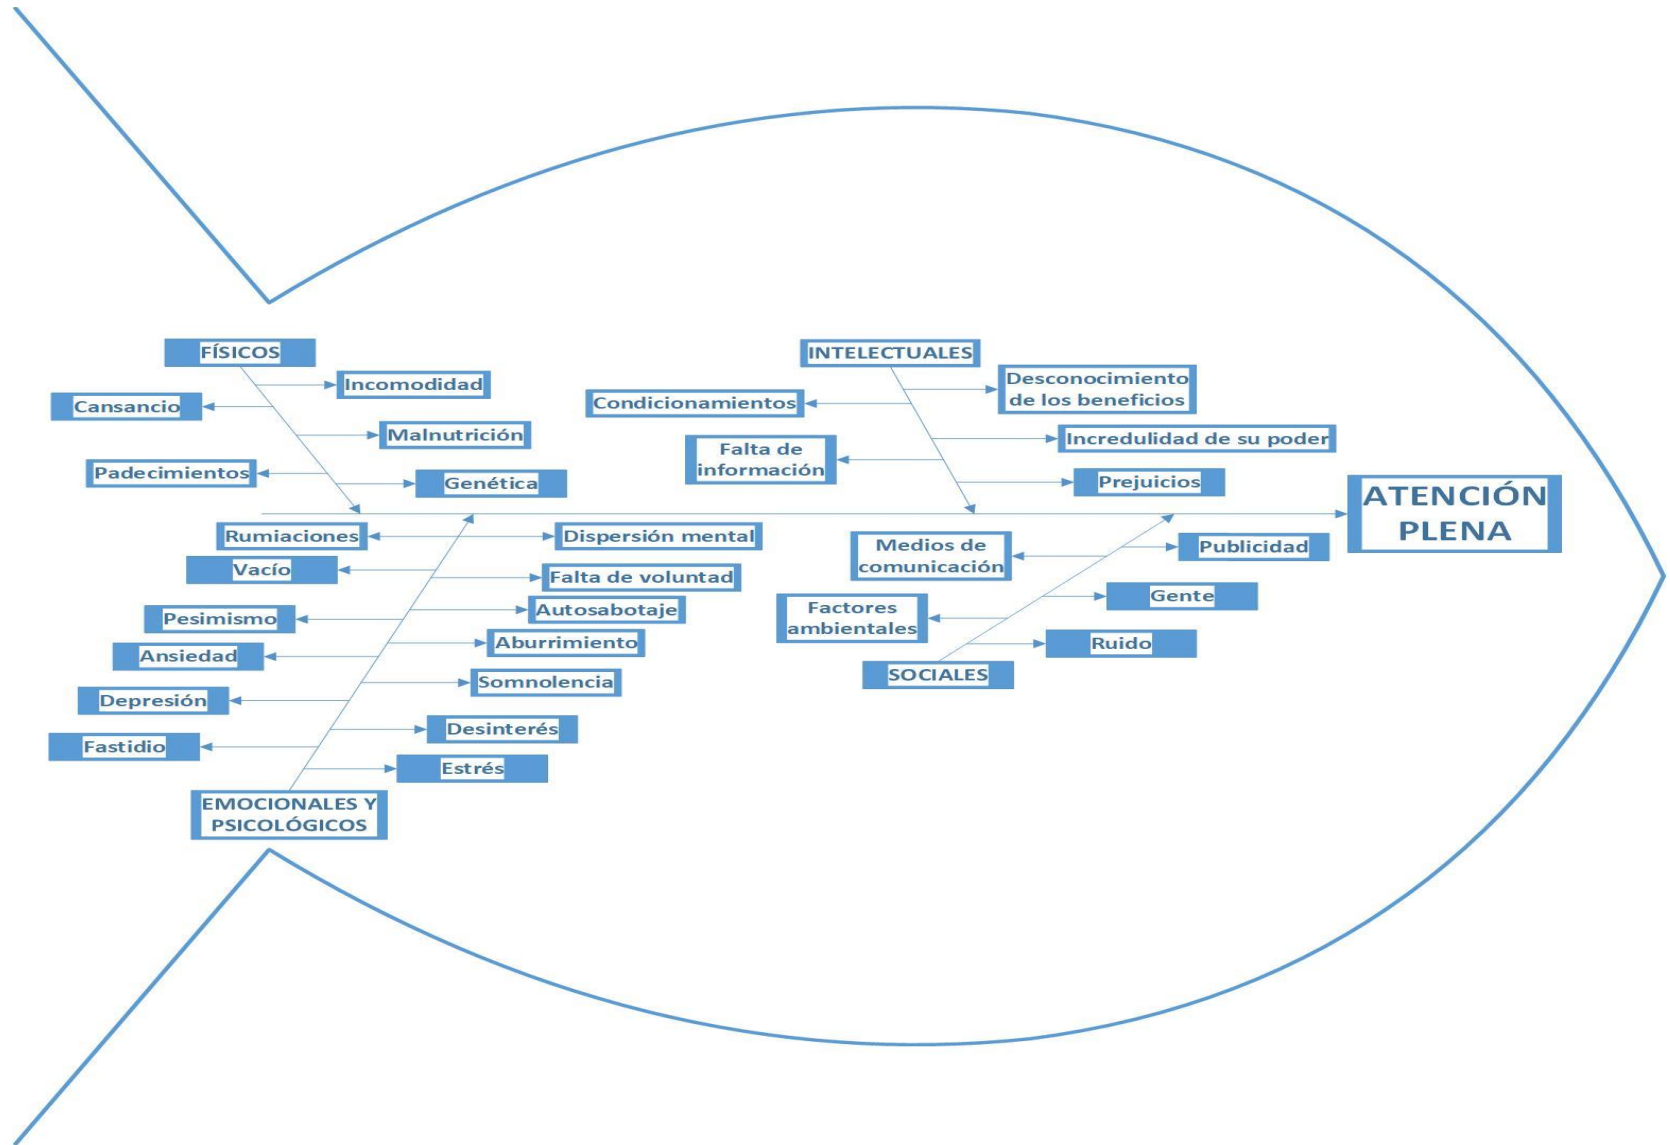 FÍSICOS
Incomodidad
Cansancio
Malnutrición
Padecimientos
Genética
INTELECTUALES
Desconocimiento
de los beneficios
Condicionamientos
Incredulidad de su poder
Falta de
información
Prejuicios
ATENCIÓN
PLENA
Rumiaciones
Dispersión mental
Vacío
Falta de voluntad
Autosabotaje
Pesimismo
Aburrimiento
Ansiedad
Somnolencia
Depresión
Desinterés
Fastidio
Estrés
EMOCIONALES Y
PSICOLÓGICOS
Medios de
comunicación
Publicidad
Gente
Factores
ambientales
Ruido
SOCIALES